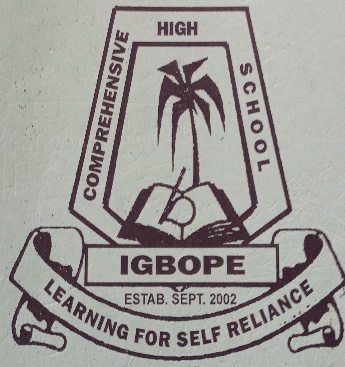 COMPREHENSIVE HIGH SCHOOL
IGBOPE
ESTAB. SEPT. 2002
LEARNING FOR SELF RELIANCE